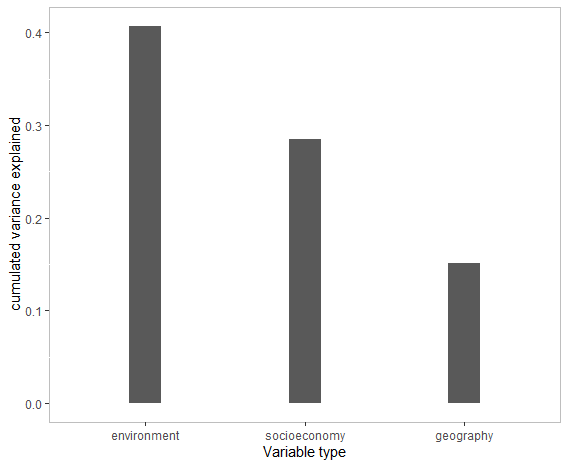 cumulated variance explained
0.4
0.3
0.2
0.1
0.0
environment socioeconomy geography
Variable type